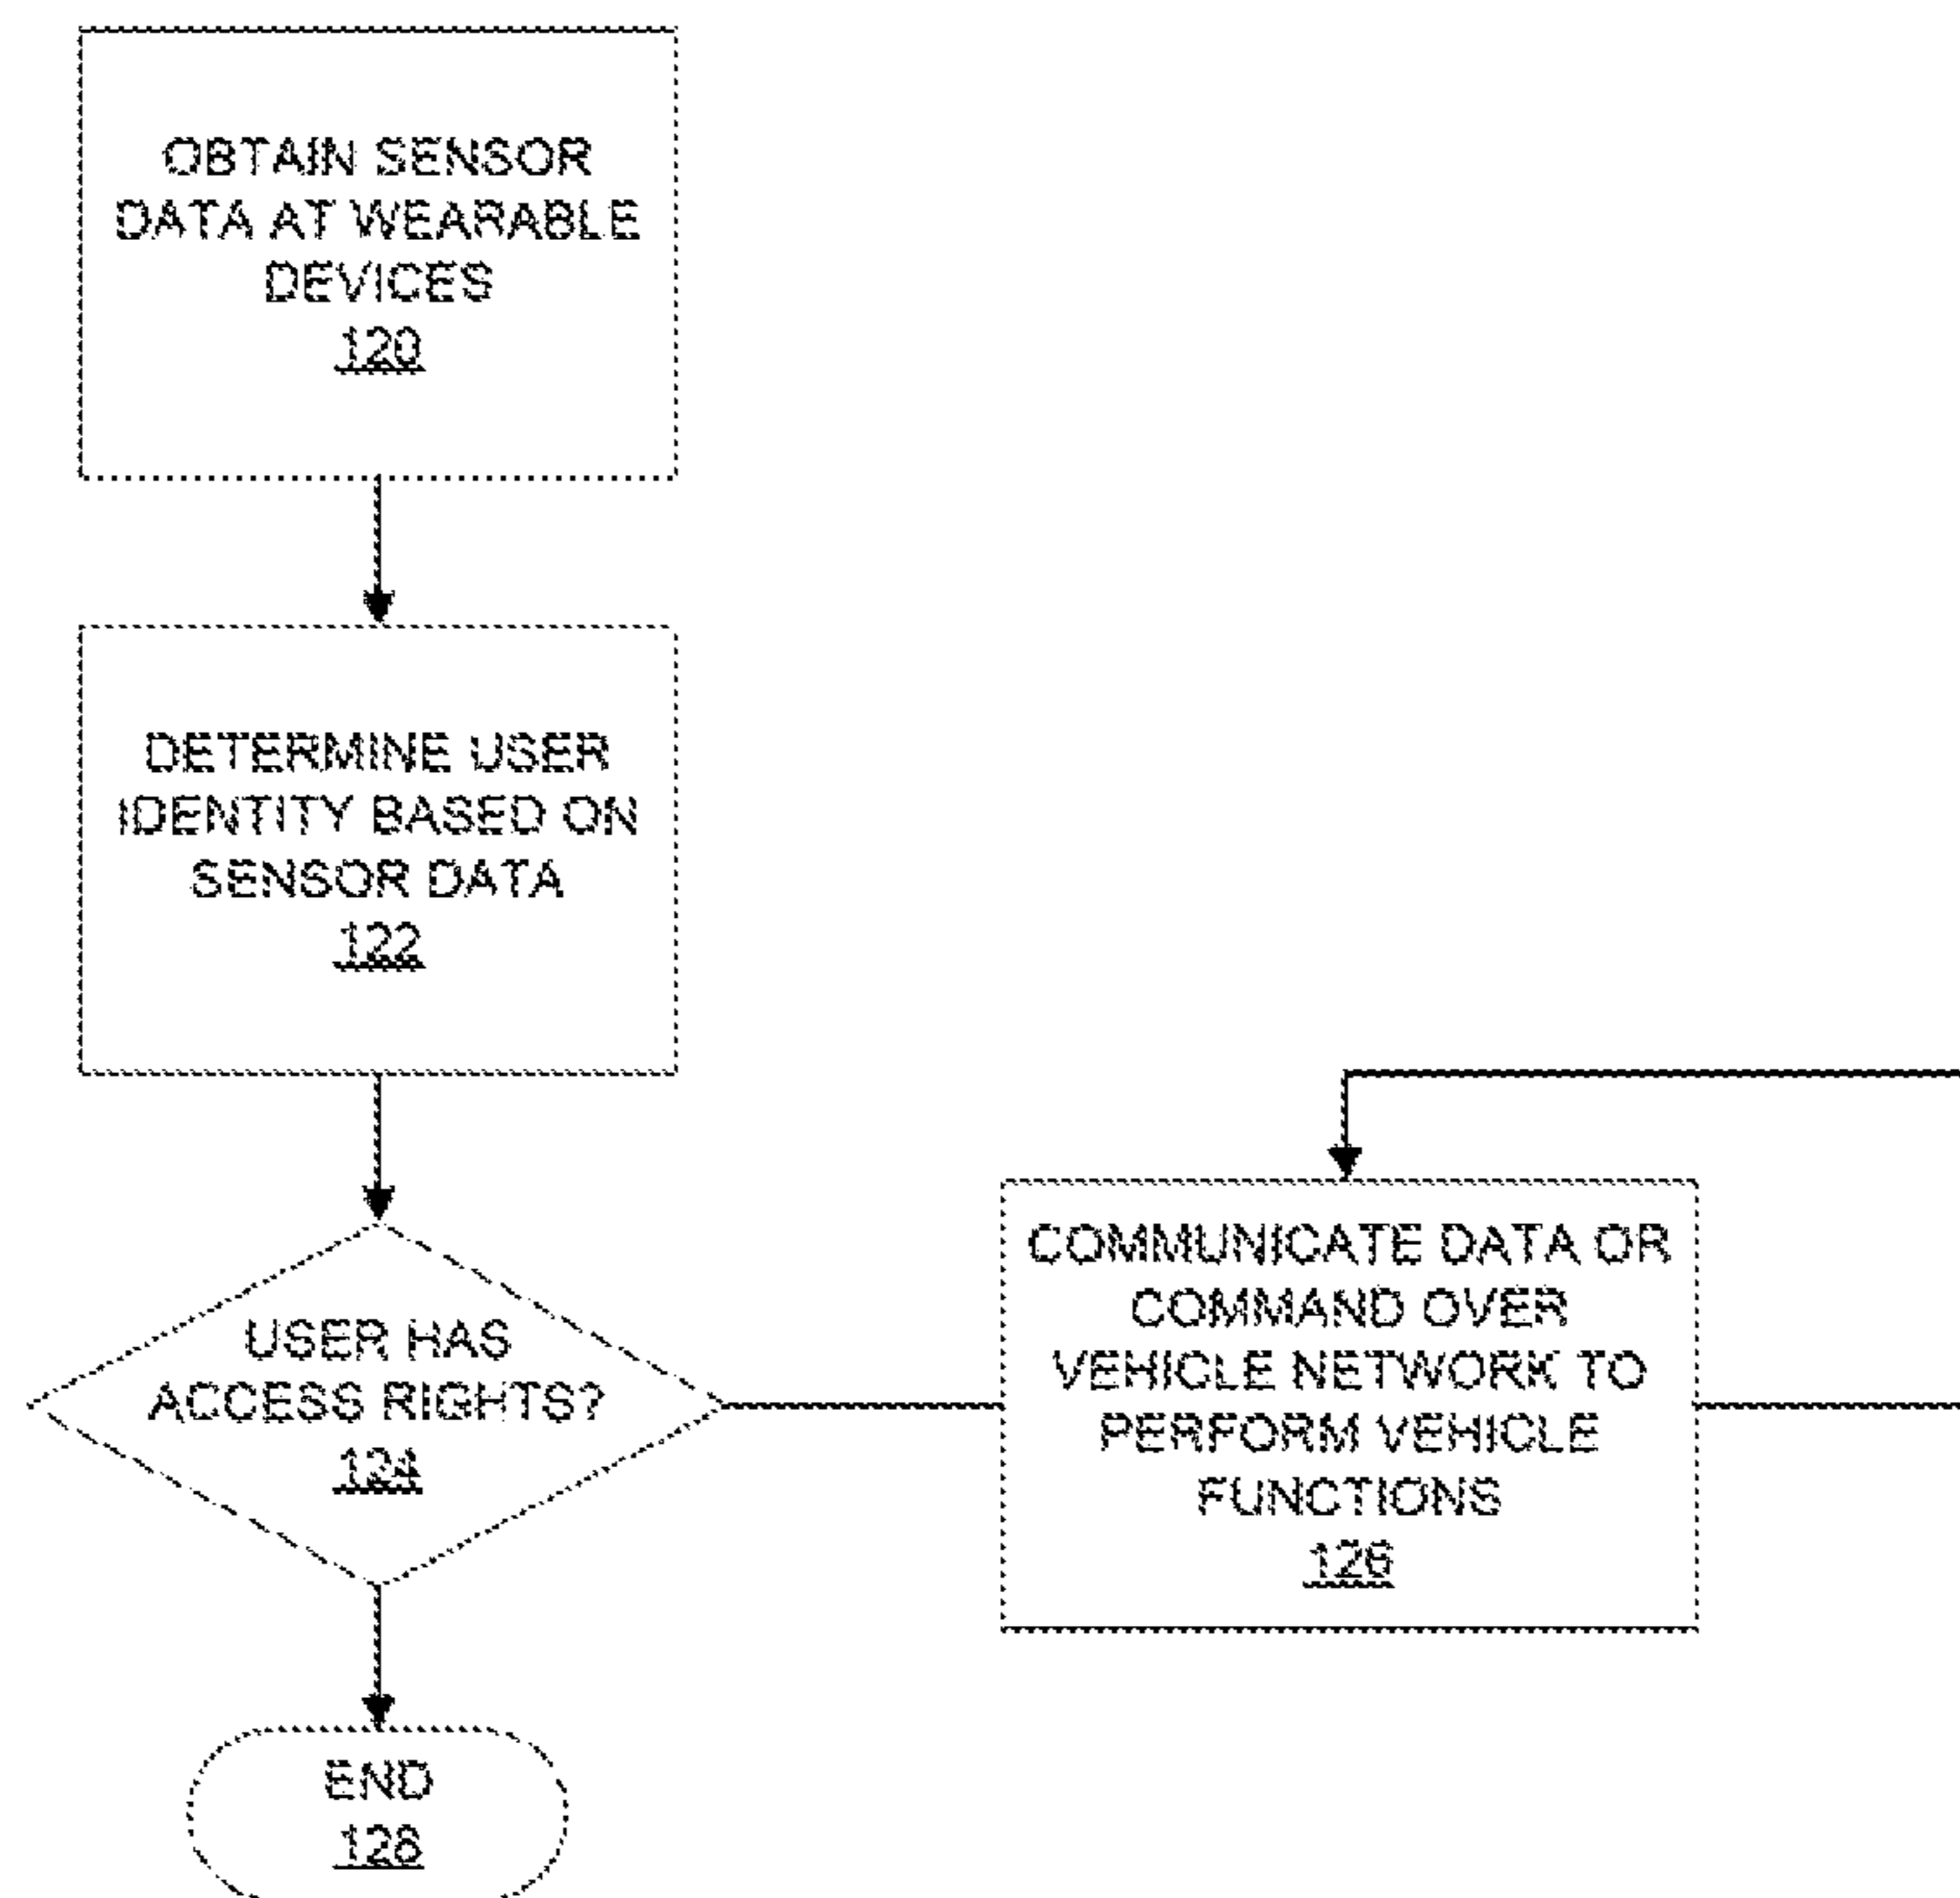 OBTAIN SENSOR
DATA AT WEARABLE
DEVICES
120
DETERMINE USER
IDENTITY BASED ON
SENSOR DATA
122
USER HAS
ACCESS RIGHTS?
124
COMMUNICATE DATA OR
COMMAND OVER
VEHICLE NETWORK TO
PERFORM VEHICLE
FUNCTIONS
126
END
128